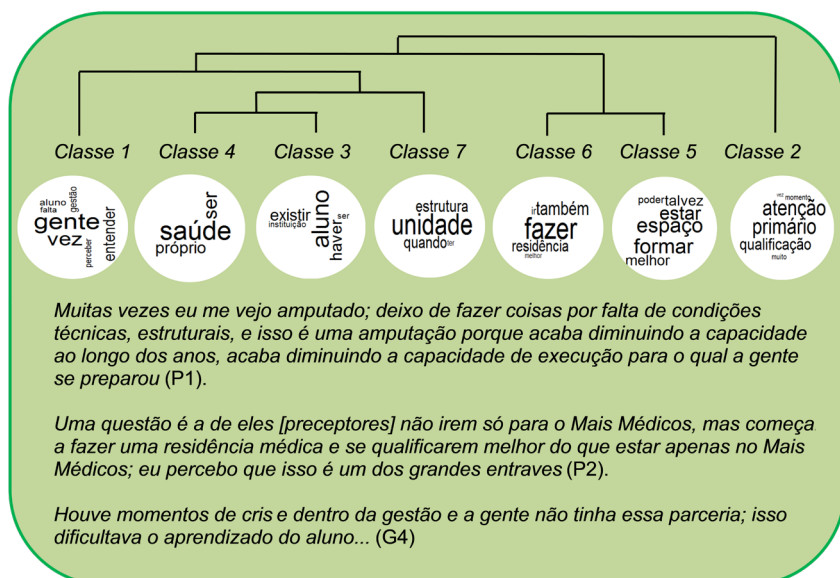 Classe 1 Classe 4 Classe 3 Classe 7 Classe 6 Classe 5 Classe 2
aluno falta gestão gente vez perceber entender
saúde ser próprio
existir instituição aluno haver ser
estrutura unidade quando ter
ir também fazer residência melhor
poder talvez estar espaço formar melhor
vez momento atenção primário qualificação muito
Muitas vezes eu me vejo amputado; deixo de fazer coisas por falta de condições
técnicas, estruturais, e isso é uma amputação porque acaba diminuindo a capacidade
ao longo dos anos, acaba diminuindo a capacidade de execução para o qual a gente
se preparou (P1).
Uma questão é a de eles [preceptores] não irem só para o Mais Médicos, mas começa
a fazer uma residência médica e se qualificarem melhor do que estar apenas no Mais
Médicos; eu percebo que isso é um dos grandes entraves (P2).
Houve momentos de cris e dentro da gestão e a gente não tinha essa parceria; isso
dificultava o aprendizado do aluno... (G4)